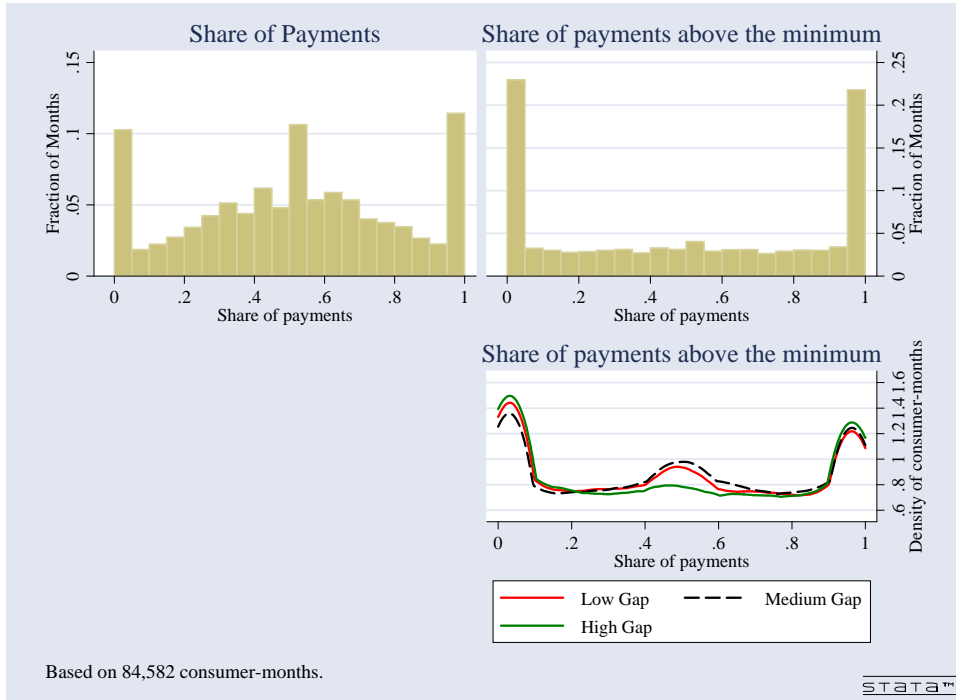 Share of Payments
Fraction of Months
0 .05 .1 .15
0 .2 .4 .6 .8 1
Share of payments
Share of payments above the minimum
0 .05 .1 .15 .2 .25
Fraction of Months
0 .2 .4 .6 .8 1
Share of payments
Share of payments above the minimum
.6 .8 1 1.2 1.4 1.6
Density of consumer-months
0 .2 .4 .6 .8 1
Share of payments
Low Gap
Medium Gap
High Gap
Based on 84,582 consumer-months.
STATA™